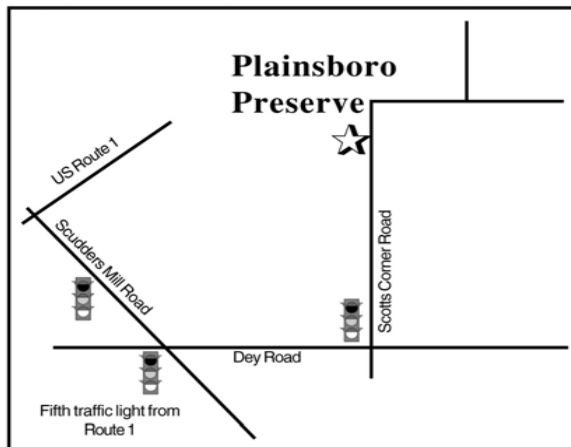 Plainsboro
Preserve
US Route 1
Scudders Mill Road
Scotts Corner Road
Dey Road
Fifth traffic light from
Route 1